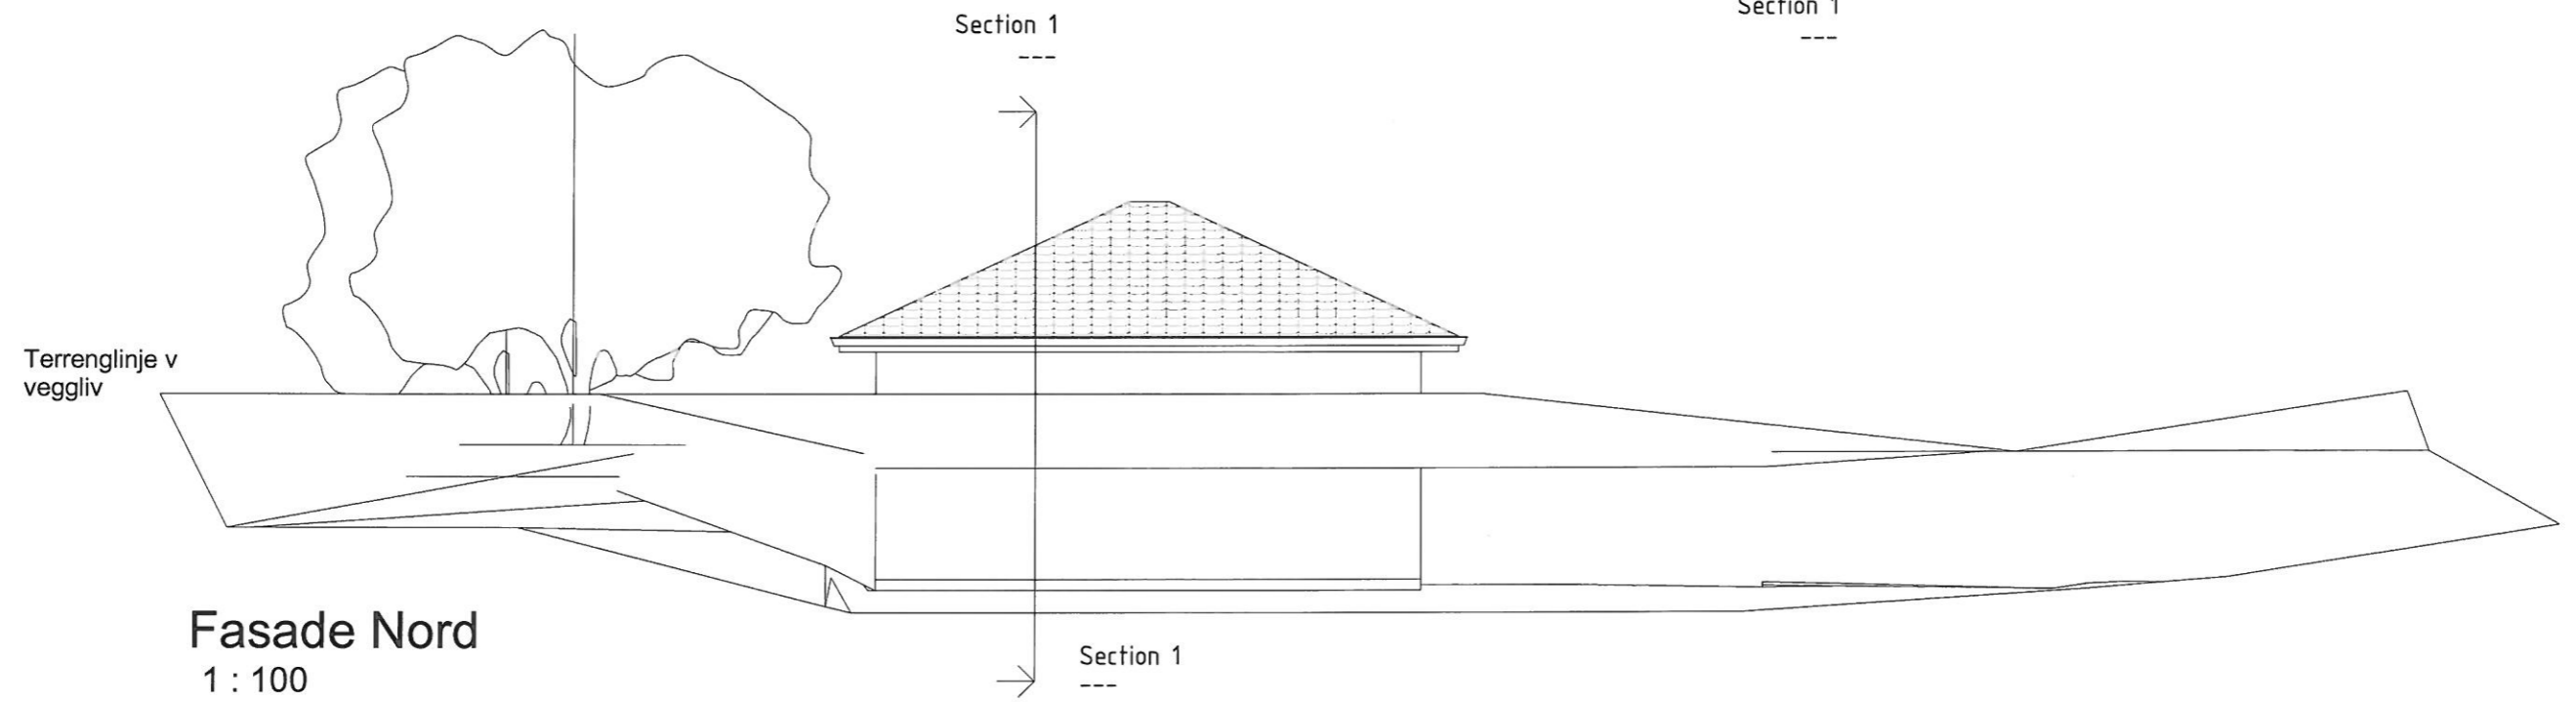 Section 1
---
Section 1
---
Terrenglinje v
veggliv
Fasade Nord
1 : 100
Section 1
---